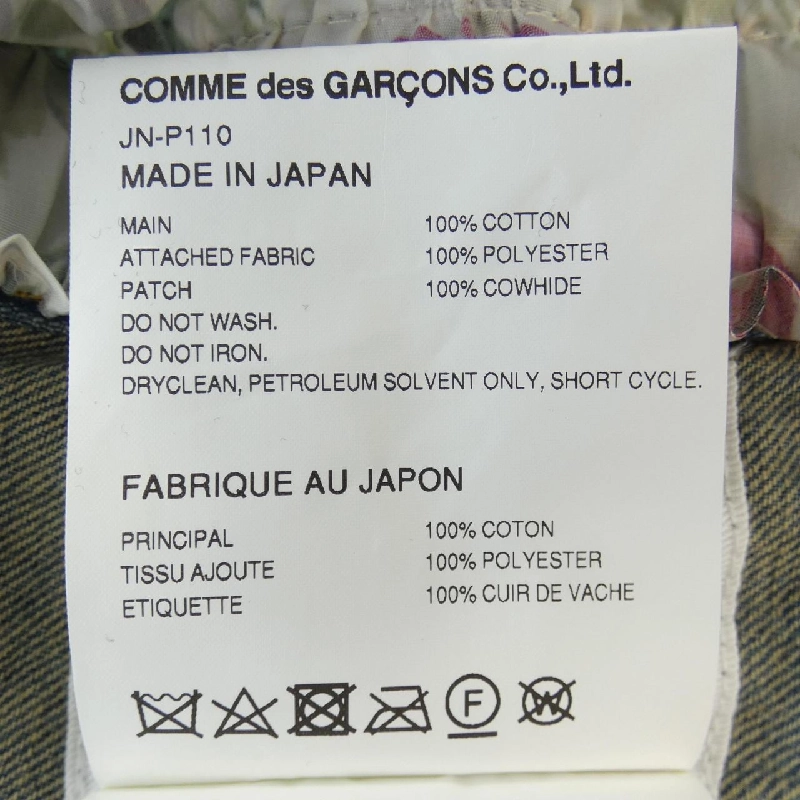 COMME des GARÇONS Co.,Ltd.
JN-P110
MADE IN JAPAN
MAIN 100% COTTON
ATTACHED FABRIC 100% POLYESTER
PATCH 100% COWHIDE
DO NOT WASH.
DO NOT IRON.
DRYCLEAN, PETROLEUM SOLVENT ONLY, SHORT CYCLE.
FABRIQUE AU JAPON
PRINCIPAL 100% COTON
TISSU AJOUTE 100% POLYESTER
ETIQUETTE 100% CUIR DE VACHE
F W